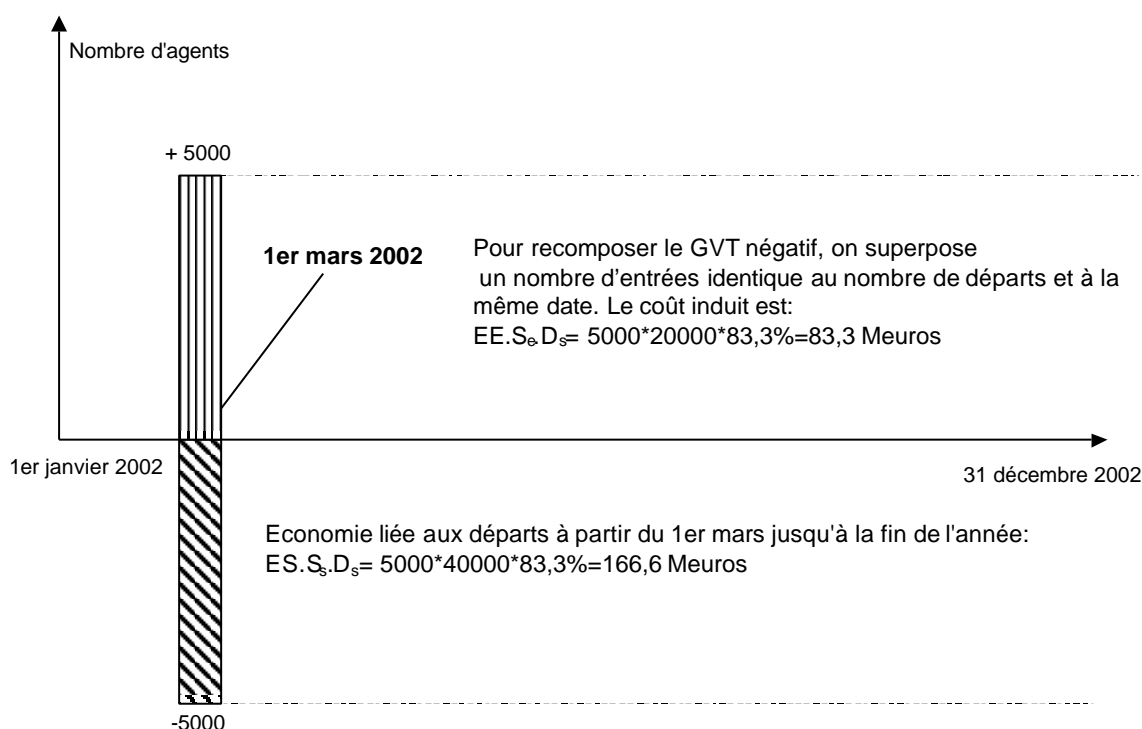 Nombre d'agents
+ 5000
1er mars 2002
Pour recomposer le GVT négatif, on superpose
un nombre d’entrées identique au nombre de départs et à la
même date. Le coût induit est:
EE.Se.Ds= 5000*20000*83,3%=83,3 Meuros
1er janvier 2002
31 décembre 2002
Economie liée aux départs à partir du 1er mars jusqu'à la fin de l'année:
ES.Ss.Ds= 5000*40000*83,3%=166,6 Meuros
-5000